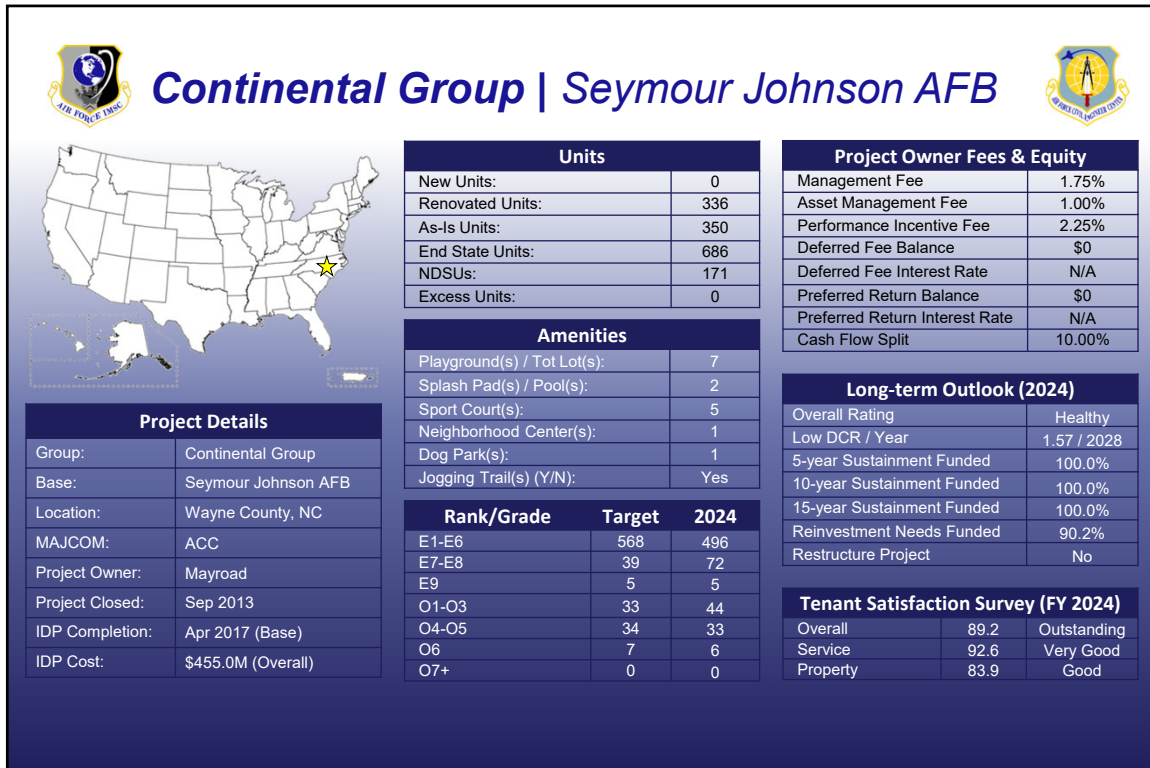 Continental Group | Seymour Johnson AFB
AIR FORCE IMSC
AIR FORCE CIVIL ENGINEER CENTER
Project Details
Group: Continental Group
Base: Seymour Johnson AFB
Location: Wayne County, NC
MAJCOM: ACC
Project Owner: Mayroad
Project Closed: Sep 2013
IDP Completion: Apr 2017 (Base)
IDP Cost: $455.0M (Overall)
Units
New Units: 0
Renovated Units: 336
As-Is Units: 350
End State Units: 686
NDSUs: 171
Excess Units: 0
Amenities
Playground(s) / Tot Lot(s): 7
Splash Pad(s) / Pool(s): 2
Sport Court(s): 5
Neighborhood Center(s): 1
Dog Park(s): 1
Jogging Trail(s) (Y/N): Yes
Rank/Grade Target 2024
E1-E6 568 496
E7-E8 39 72
E9 5 5
O1-O3 33 44
O4-O5 34 33
O6 7 6
O7+ 0 0
Project Owner Fees & Equity
Management Fee 1.75%
Asset Management Fee 1.00%
Performance Incentive Fee 2.25%
Deferred Fee Balance $0
Deferred Fee Interest Rate N/A
Preferred Return Balance $0
Preferred Return Interest Rate N/A
Cash Flow Split 10.00%
Long-term Outlook (2024)
Overall Rating Healthy
Low DCR / Year 1.57 / 2028
5-year Sustainment Funded 100.0%
10-year Sustainment Funded 100.0%
15-year Sustainment Funded 100.0%
Reinvestment Needs Funded 90.2%
Restructure Project No
Tenant Satisfaction Survey (FY 2024)
Overall 89.2 Outstanding
Service 92.6 Very Good
Property 83.9 Good